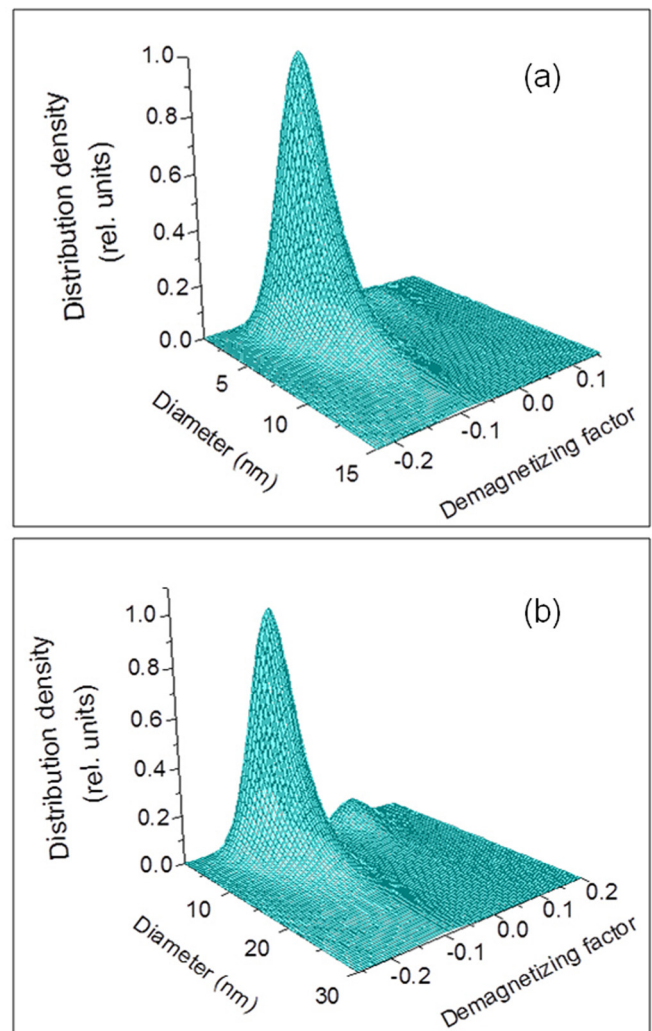 (a)
Distribution density
(rel. units)
1.0
0.8
0.6
0.4
0.2
0.0
5
10
15
Diameter (nm)
-0.2
-0.1
0.0
0.1
Demagnetizing factor
(b)
Distribution density
(rel. units)
1.0
0.8
0.6
0.4
0.2
0.0
10
20
30
Diameter (nm)
-0.2
-0.1
0.0
0.1
0.2
Demagnetizing factor